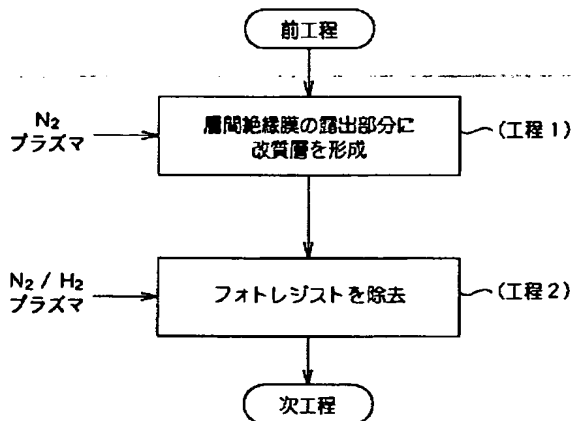 前工程
N2
プラズマ
層間絶縁膜の露出部分に
改質層を形成
(工程1)
N2 / H2
プラズマ
フォトレジストを除去
(工程2)
次工程